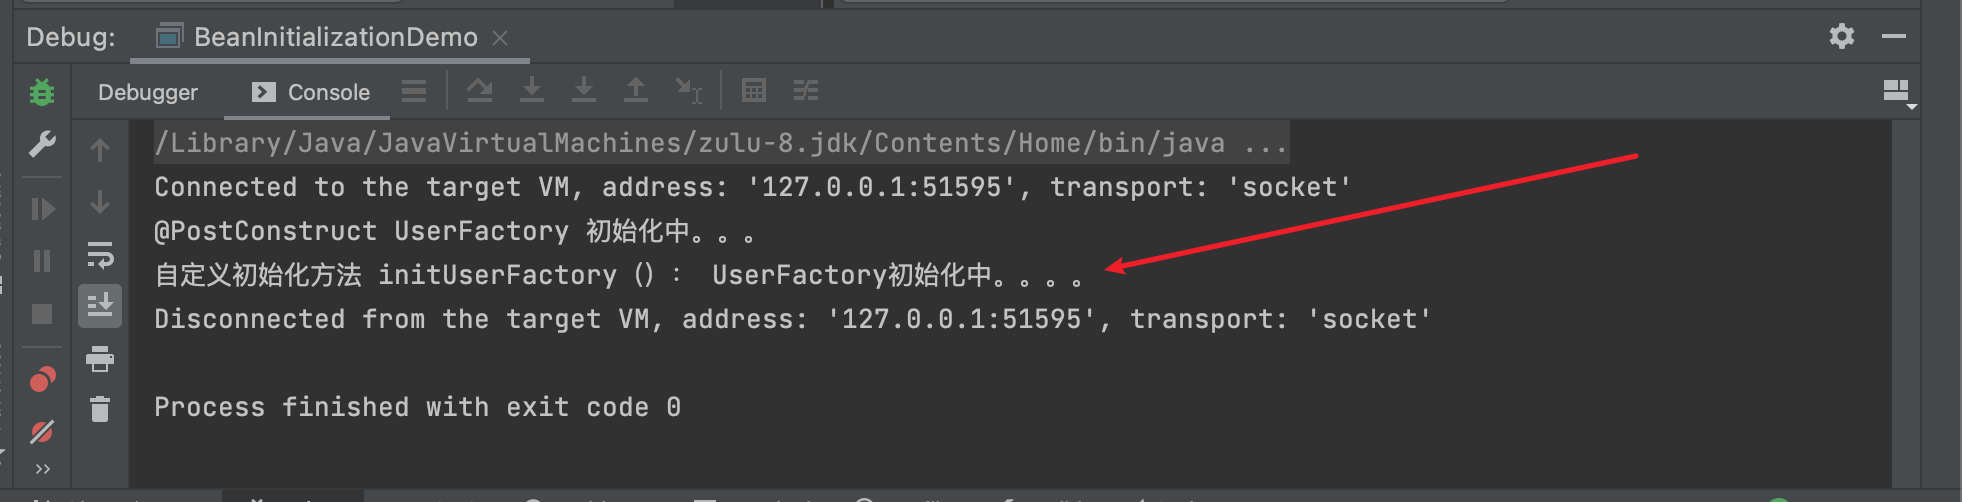 Debug: BeanInitializationDemo
Debugger Console
/Library/Java/JavaVirtualMachines/zulu-8.jdk/Contents/Home/bin/java ...
Connected to the target VM, address: '127.0.0.1:51595', transport: 'socket'
@PostConstruct UserFactory 初始化中。。。
自定义初始化方法 initUserFactory（）： UserFactory初始化中。。。。
Disconnected from the target VM, address: '127.0.0.1:51595', transport: 'socket'
Process finished with exit code 0